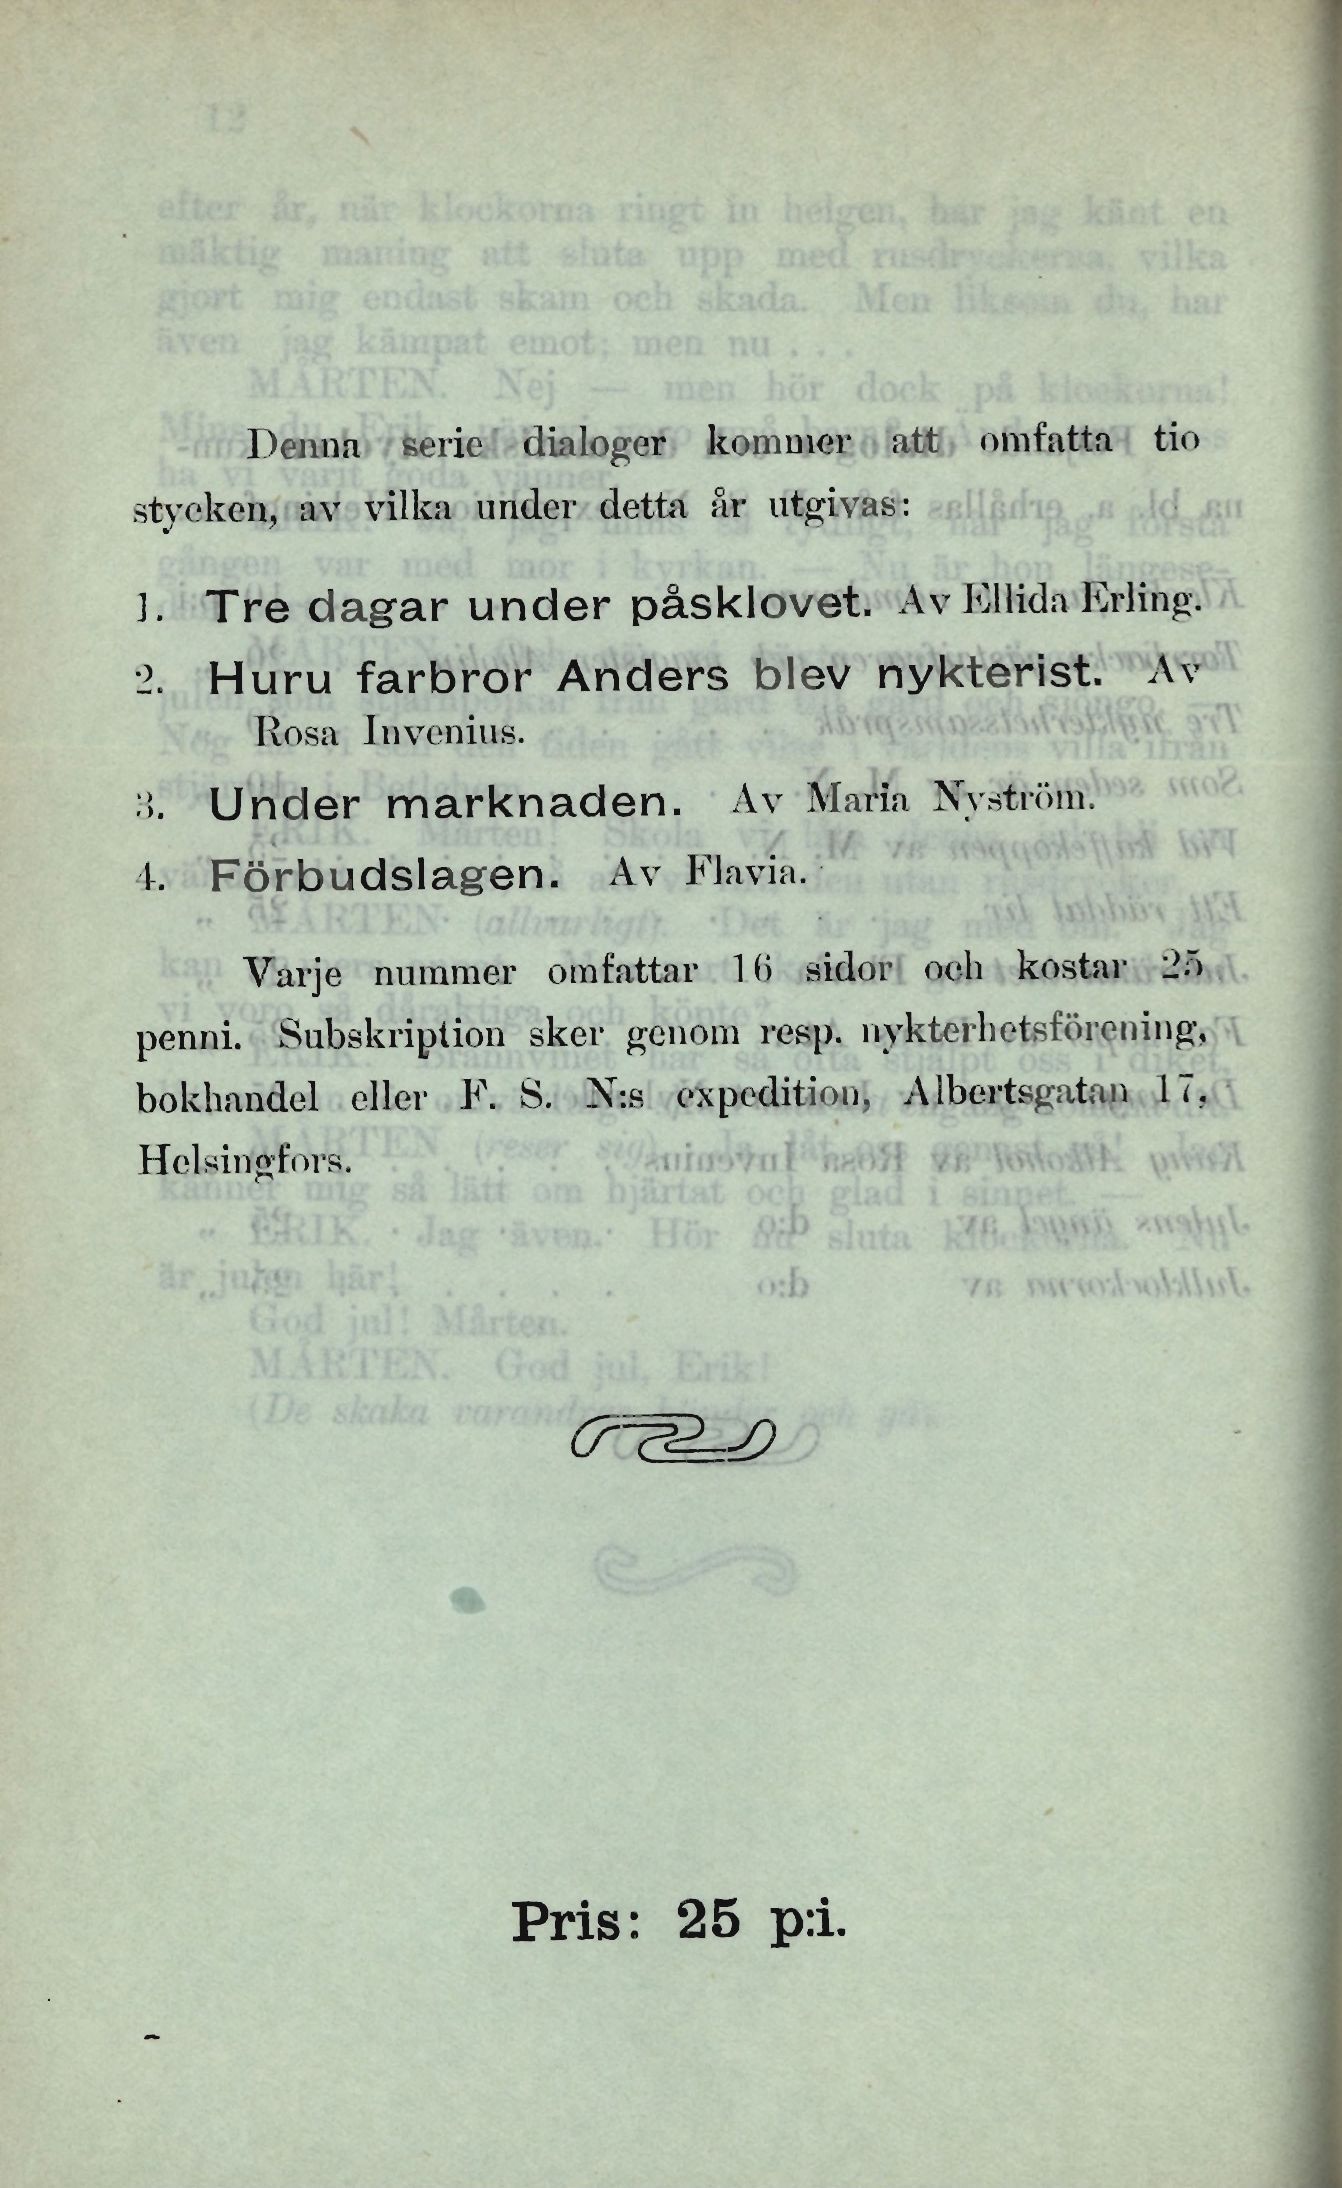 Denna serie dialoger kommer att omfatta tio
stycken, av vilka under detta år utgivas:
1. Tre dagar under påsklovet. Av Ellida Erling.
2. Huru farbror Anders blev nykterist. Av
Rosa Invenius.
3. Under marknaden. Av Maria Nyström.
4. Förbudslagen. Av Flavia.
Varje nummer omfattar 16 sidor och kostar 25
penni. Subskription sker genom resp. nykterhetsförening,
bokhandel eller F. S. N:s expedition, Albertsgatan 17,
Helsingfors.
Pris: 25 p:i.